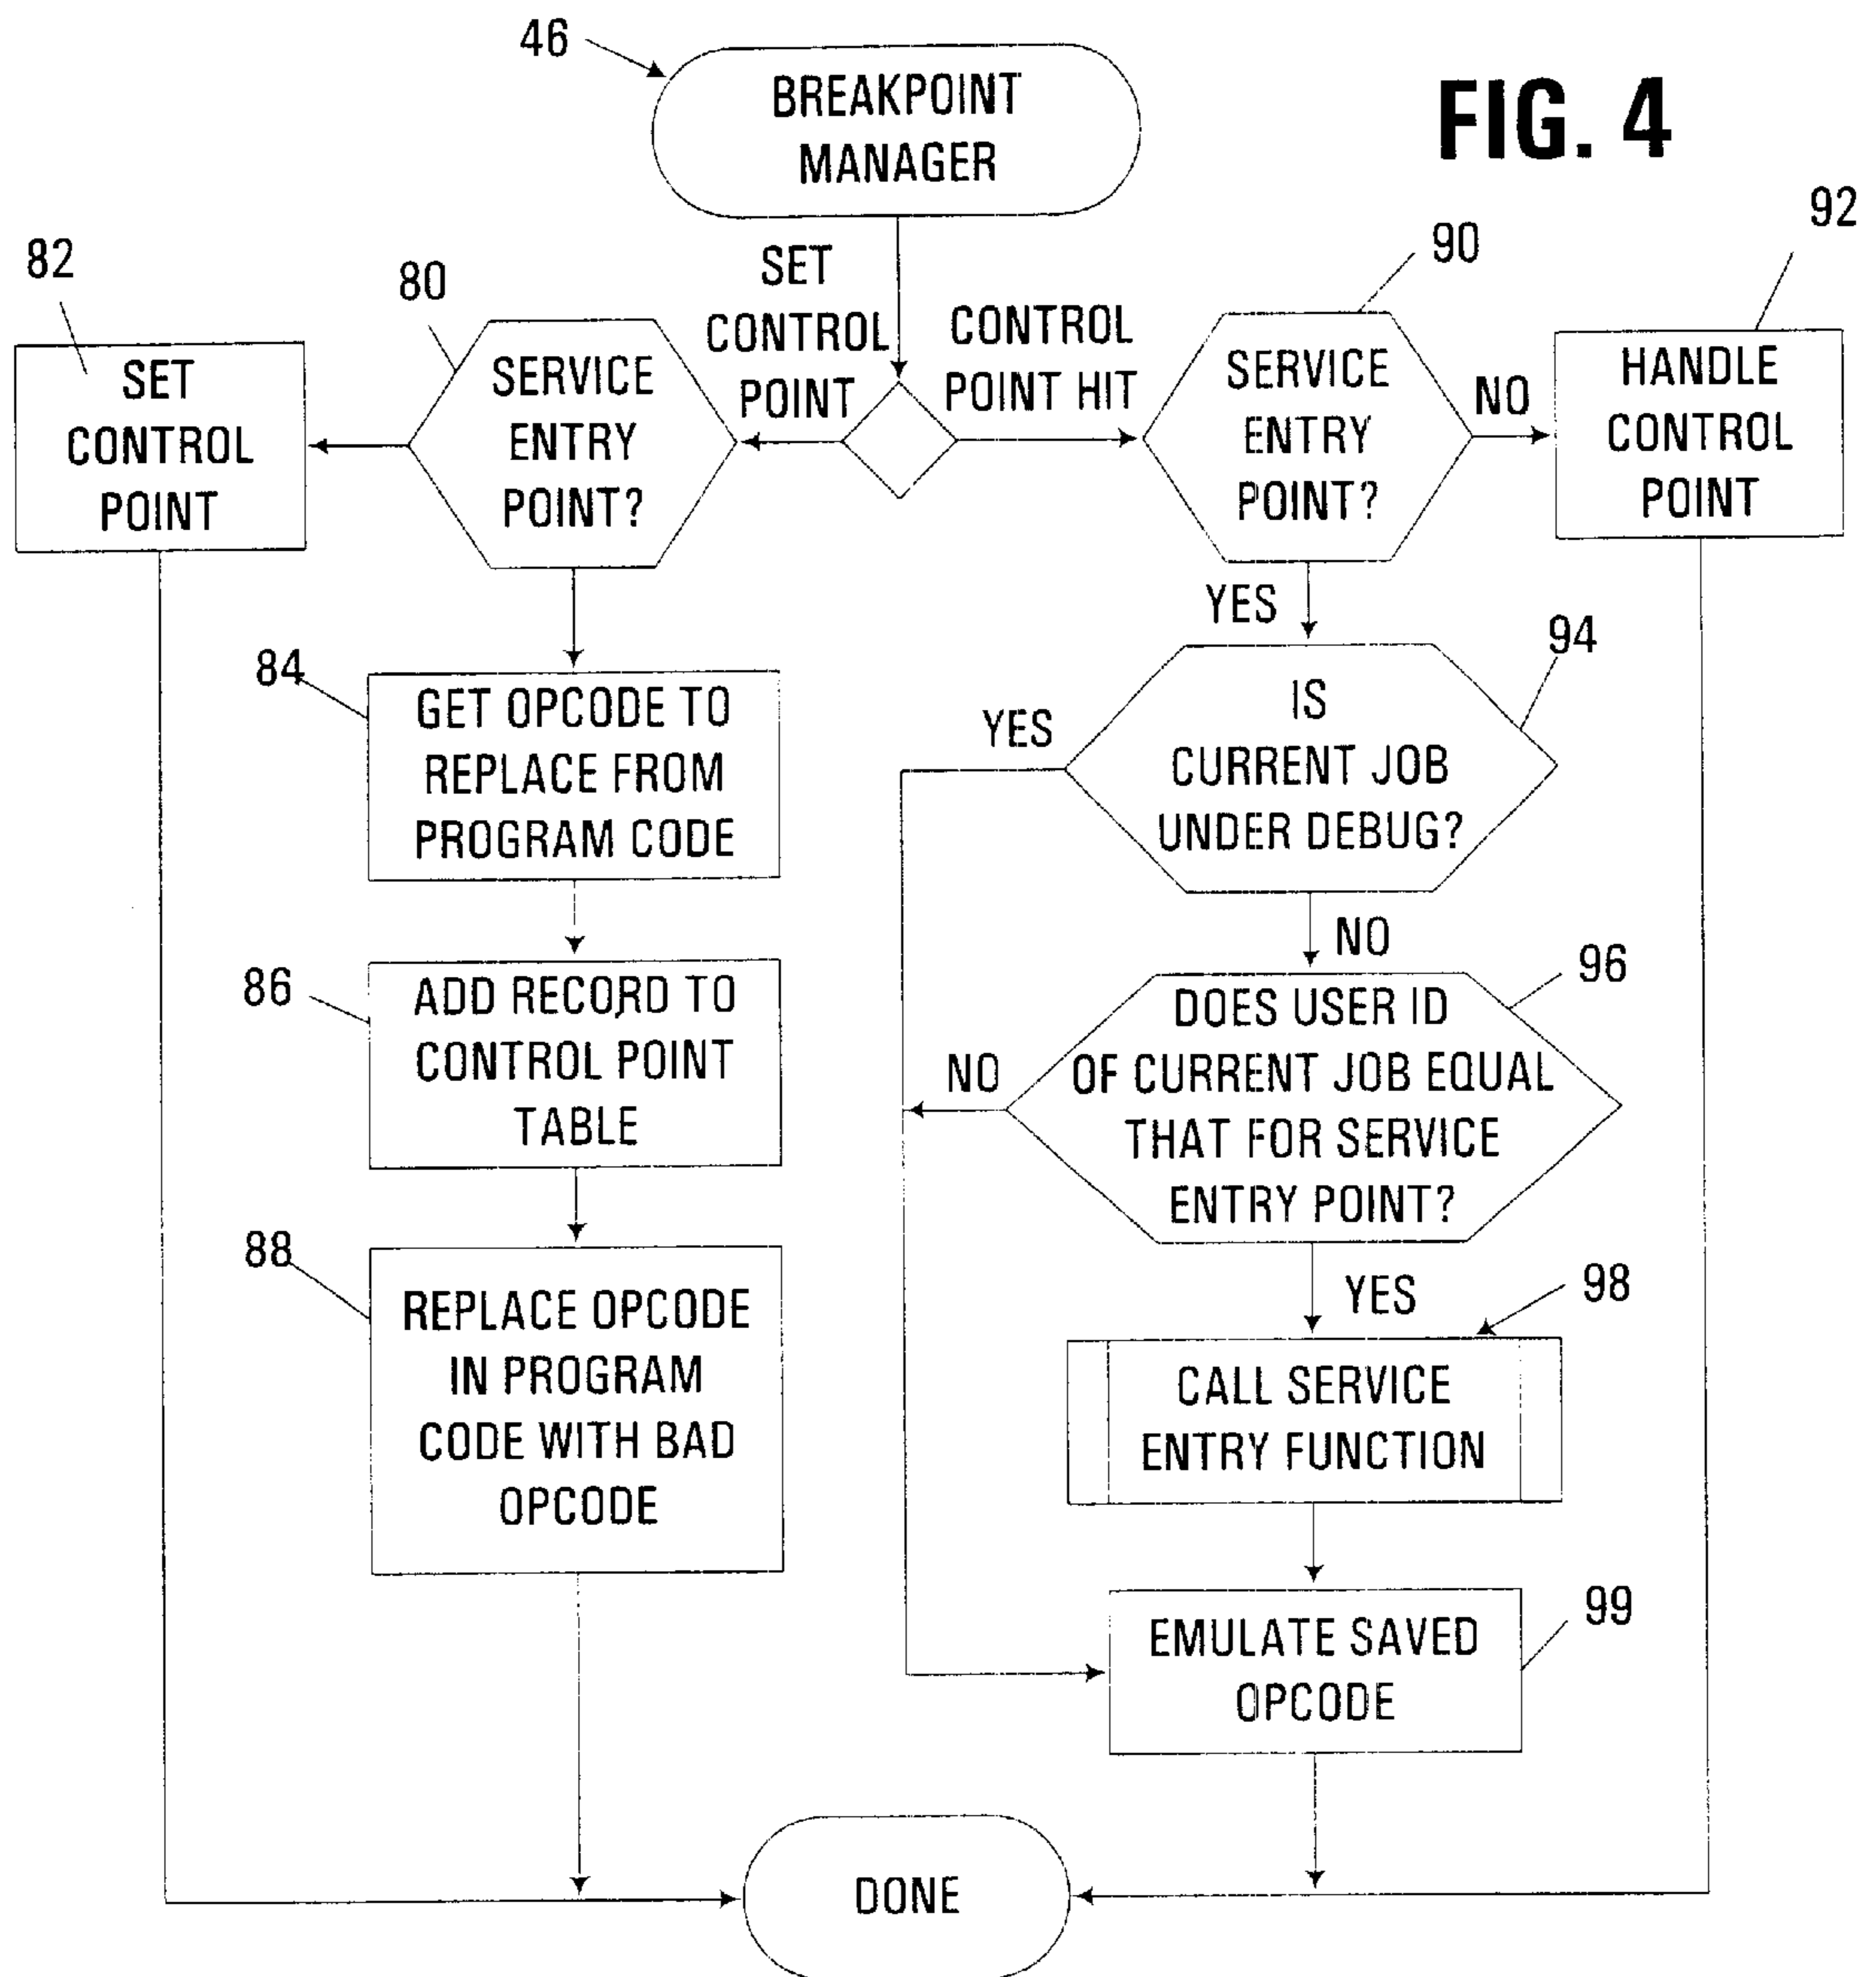 FIG. 4
46
BREAKPOINT
MANAGER
SET
CONTROL
POINT
CONTROL
POINT HIT
82
SET
CONTROL
POINT
80
SERVICE
ENTRY
POINT?
90
SERVICE
ENTRY
POINT?
NO
92
HANDLE
CONTROL
POINT
YES
84
GET OPCODE TO
REPLACE FROM
PROGRAM CODE
94
IS
CURRENT JOB
UNDER DEBUG?
YES
NO
86
ADD RECORD TO
CONTROL POINT
TABLE
96
DOES USER ID
OF CURRENT JOB EQUAL
THAT FOR SERVICE
ENTRY POINT?
NO
YES
88
REPLACE OPCODE
IN PROGRAM
CODE WITH BAD
OPCODE
98
CALL SERVICE
ENTRY FUNCTION
99
EMULATE SAVED
OPCODE
DONE